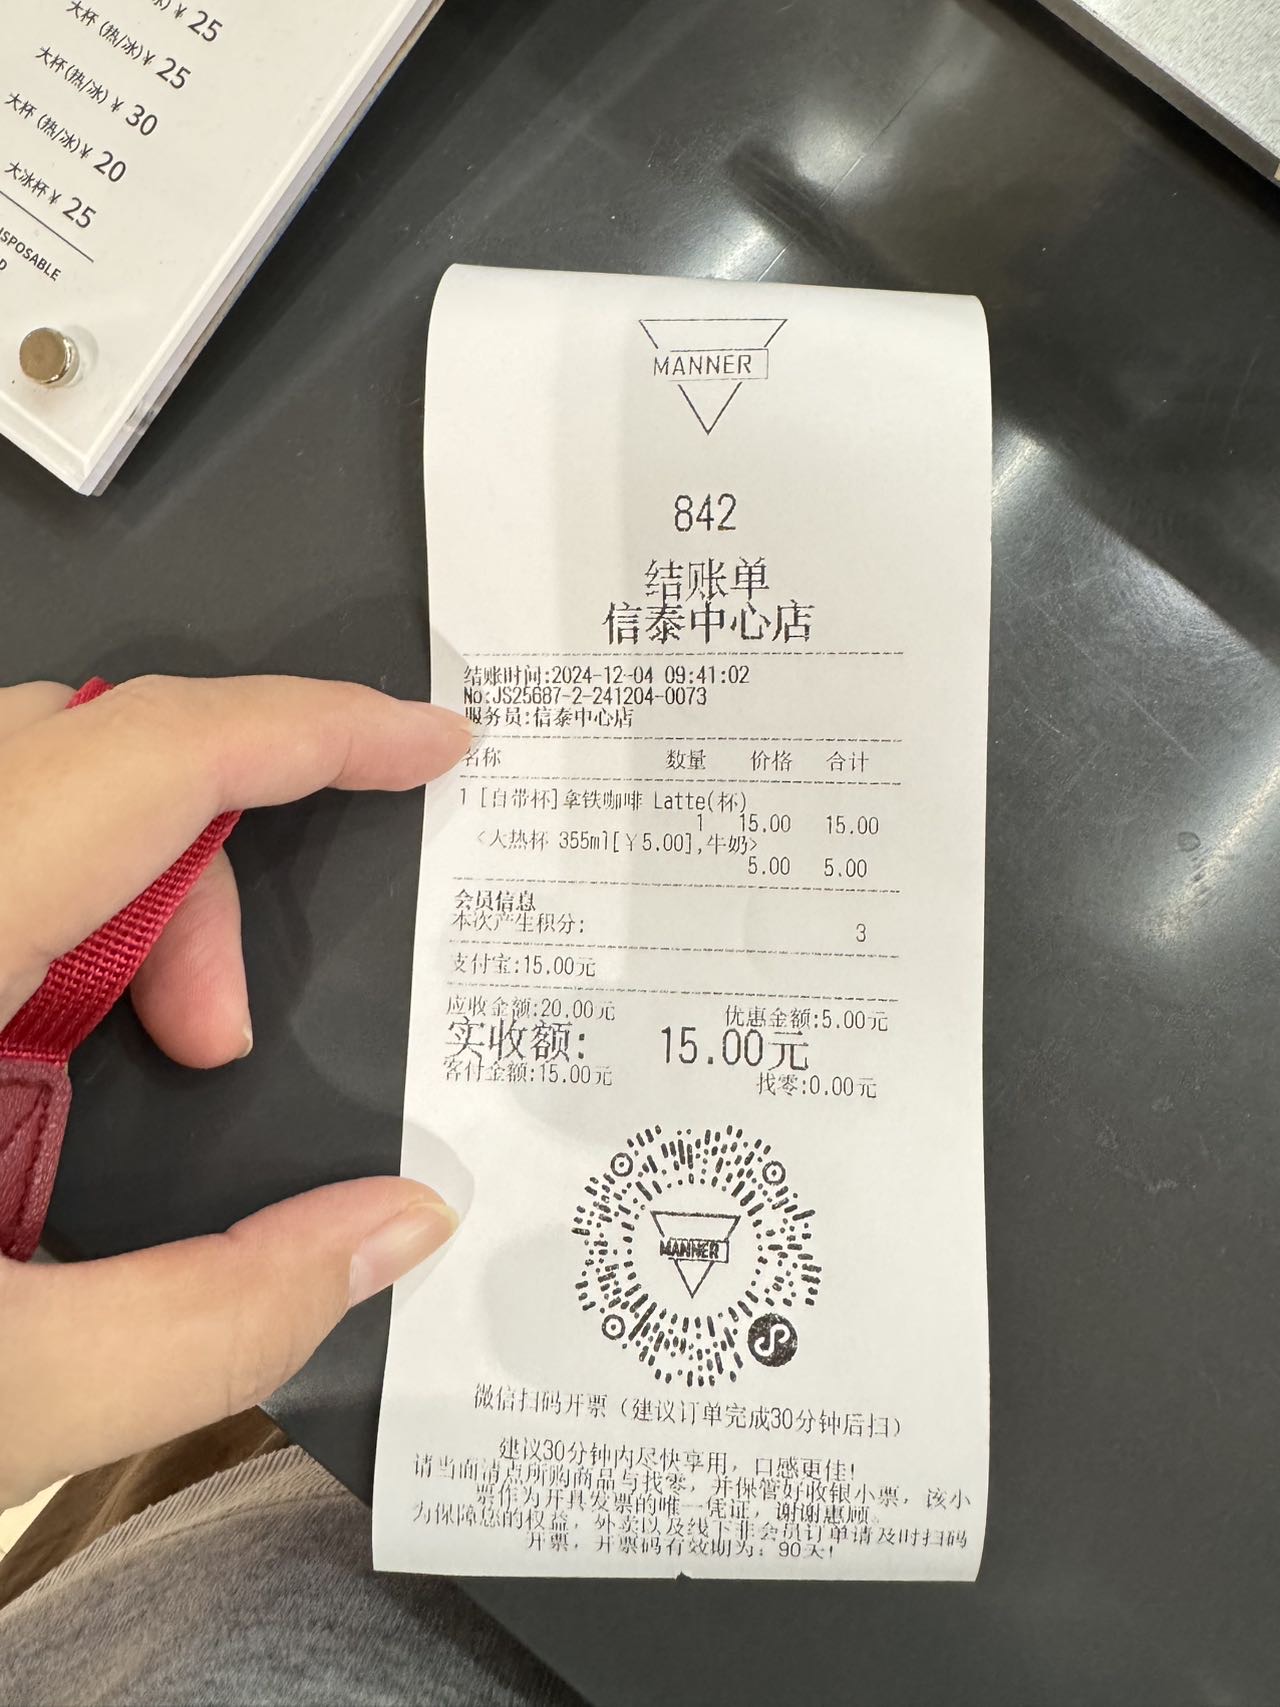 ¥ 25
大杯 (热/冰) ¥ 25
大杯(热/冰) ¥ 30
大杯 (热/冰) ¥ 20
大冰杯 ¥ 25
MANNER
842
结账单
信泰中心店
结账时间:2024-12-04 09:41:02
No:JS25687-2-241204-0073
服务员:信泰中心店
名称 数量 价格 合计
1 [自带杯]拿铁咖啡 Latte(杯)
1 15.00 15.00
<大热杯 355ml[￥5.00],牛奶>
5.00 5.00
会员信息
本次产生积分: 3
支付宝:15.00元
应收金额:20.00元 优惠金额:5.00元
实收额: 15.00元
客付金额:15.00元 找零:0.00元
MANNER
微信扫码开票（建议订单完成30分钟后扫）
建议30分钟内尽快享用，口感更佳!
请当面清点所购商品与找零，并保管好收银小票，该小
票作为开具发票的唯一凭证，谢谢惠顾。
为保障您的权益，外卖以及线下非会员订单请及时扫码
开票，开票码有效期为：90天!